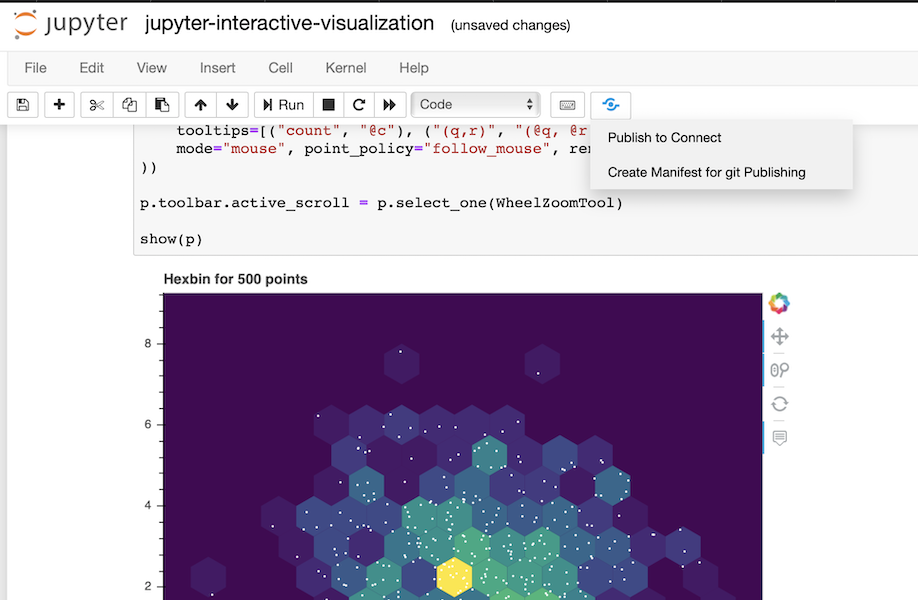 jupyter jupyter-interactive-visualization (unsaved changes)
File Edit View Insert Cell Kernel Help
Run Code
Publish to Connect
Create Manifest for git Publishing
tooltips=[("count", "@c"), ("(q,r)", "(@q, @r
mode="mouse", point_policy="follow_mouse", re
))
p.toolbar.active_scroll = p.select_one(WheelZoomTool)
show(p)
Hexbin for 500 points
8
6
4
2